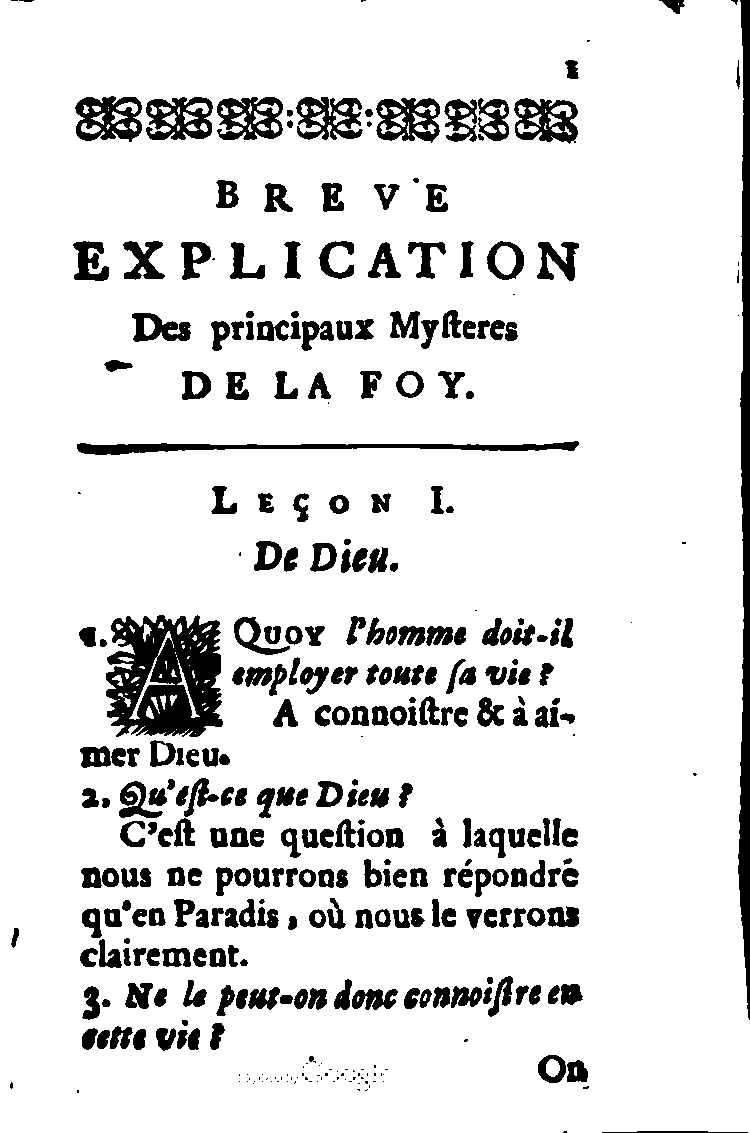 1
BREVE
EXPLICATION
Des principaux Myſteres
DE LA FOY.
LEÇON I.
De Dieu.
1. A QUOY l'homme doit-il
employer toute ſa vie ?
A connoiſtre & à ai-
mer DIEU.
2. Qu'eſt-ce que Dieu ?
C'eſt une queſtion à laquelle
nous ne pourrons bien répondre
qu'en Paradis, où nous le verrons
clairement.
3. Ne le peut-on donc connoiſtre en
cette vie ?
On
Google